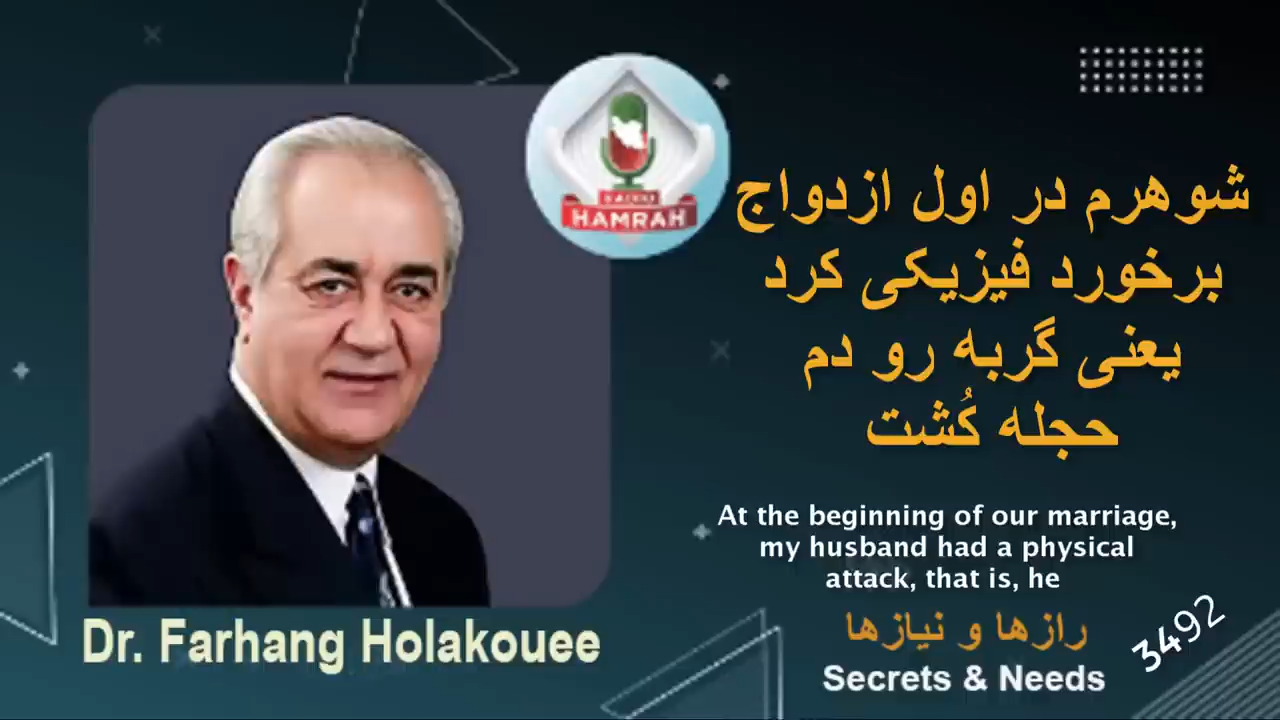 RADIO
HAMRAH
شوهرم در اول ازدواج
برخورد فیزیکی کرد
یعنی گربه رو دم
حجله کُشت
At the beginning of our marriage,
my husband had a physical
attack, that is, he
رازها و نیازها
Secrets & Needs
3492
Dr. Farhang Holakouee